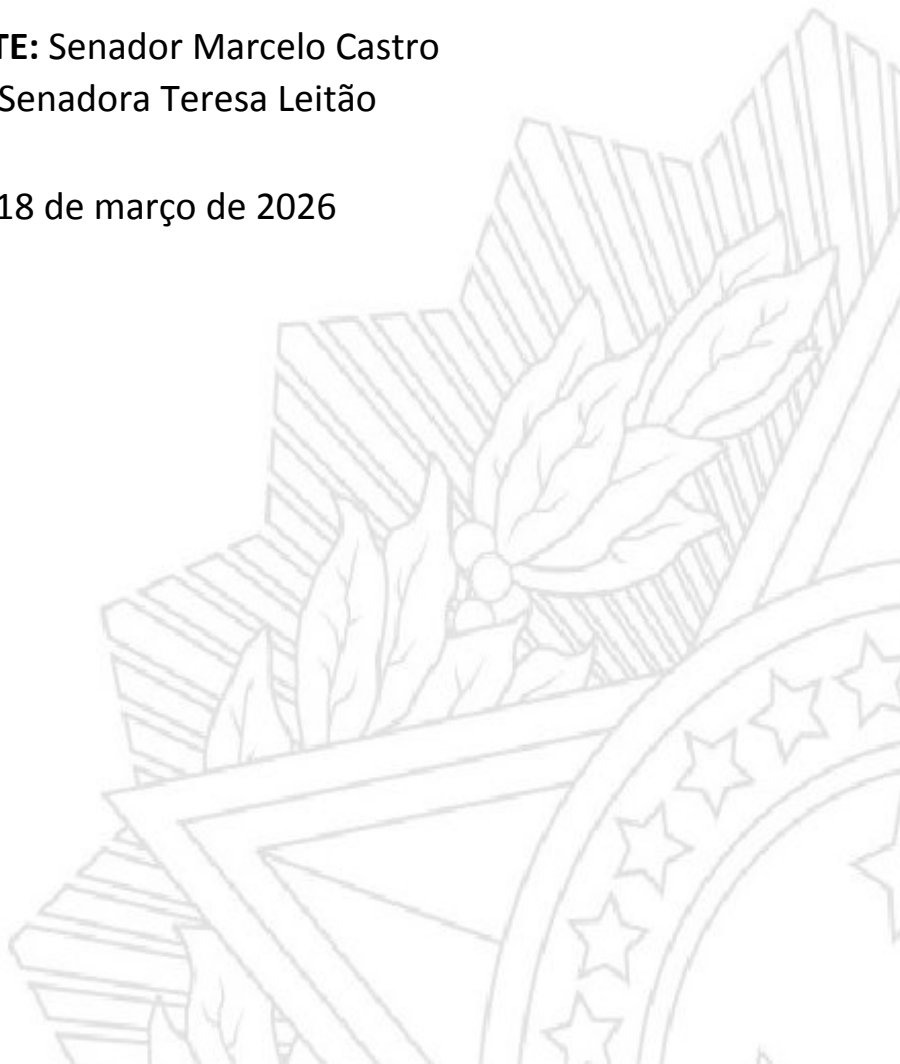 TE: Senador Marcelo Castro
Senadora Teresa Leitão
18 de março de 2026